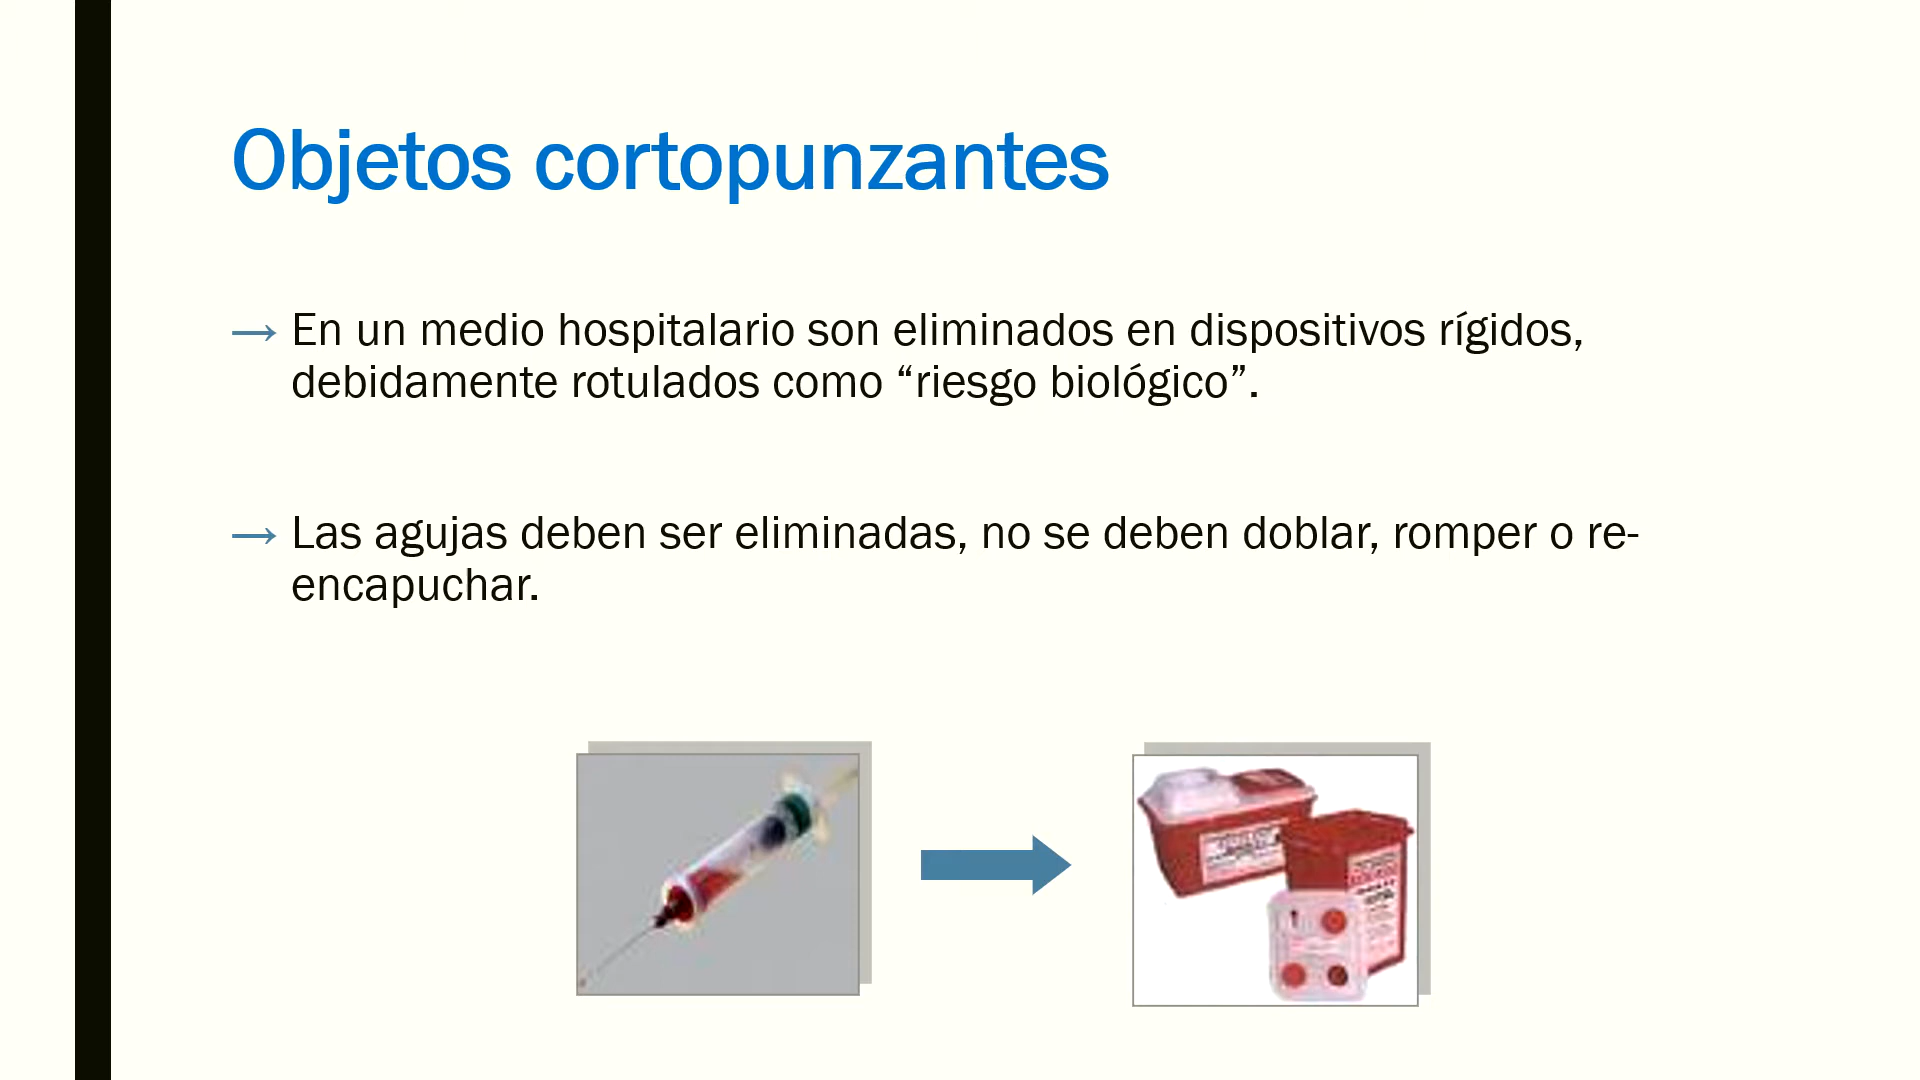 Objetos cortopunzantes
→ En un medio hospitalario son eliminados en dispositivos rígidos,
debidamente rotulados como “riesgo biológico”.
→ Las agujas deben ser eliminadas, no se deben doblar, romper o re-
encapuchar.